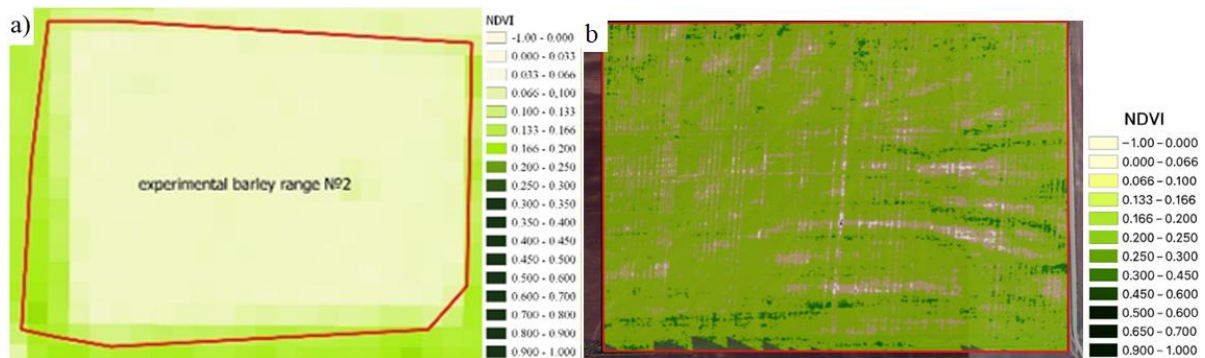 a)
experimental barley range №2
NDVI
-1.00 - 0.000
0.000 - 0.033
0.033 - 0.066
0.066 - 0.100
0.100 - 0.133
0.133 - 0.166
0.166 - 0.200
0.200 - 0.250
0.250 - 0.300
0.300 - 0.350
0.350 - 0.400
0.400 - 0.450
0.450 - 0.500
0.500 - 0.600
0.600 - 0.700
0.700 - 0.800
0.800 - 0.900
0.900 - 1.000
b
NDVI
−1.00 – 0.000
0.000 – 0.066
0.066 – 0.100
0.133 – 0.166
0.166 – 0.200
0.200 – 0.250
0.250 – 0.300
0.300 – 0.450
0.450 – 0.600
0.500 – 0.600
0.650 – 0.700
0.900 – 1.000